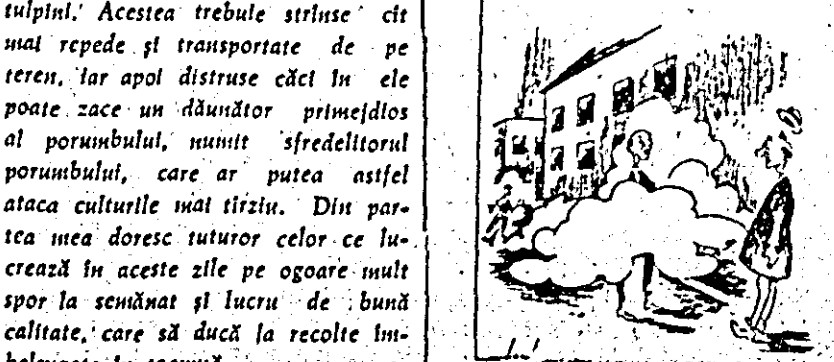 tulpini. Acestea trebuie strînse cît
mai repede și transportate de pe
teren, iar apoi distruse căci în ele
poate zace un dăunător primejdios
al porumbului, numit sfredelitorul
porumbului, care ar putea astfel
ataca culturile mai tîrziu. Din par-
tea mea doresc tuturor celor ce lu-
crează în aceste zile pe ogoare mult
spor la semănat și lucru de bună
calitate, care să ducă la recolte îm-